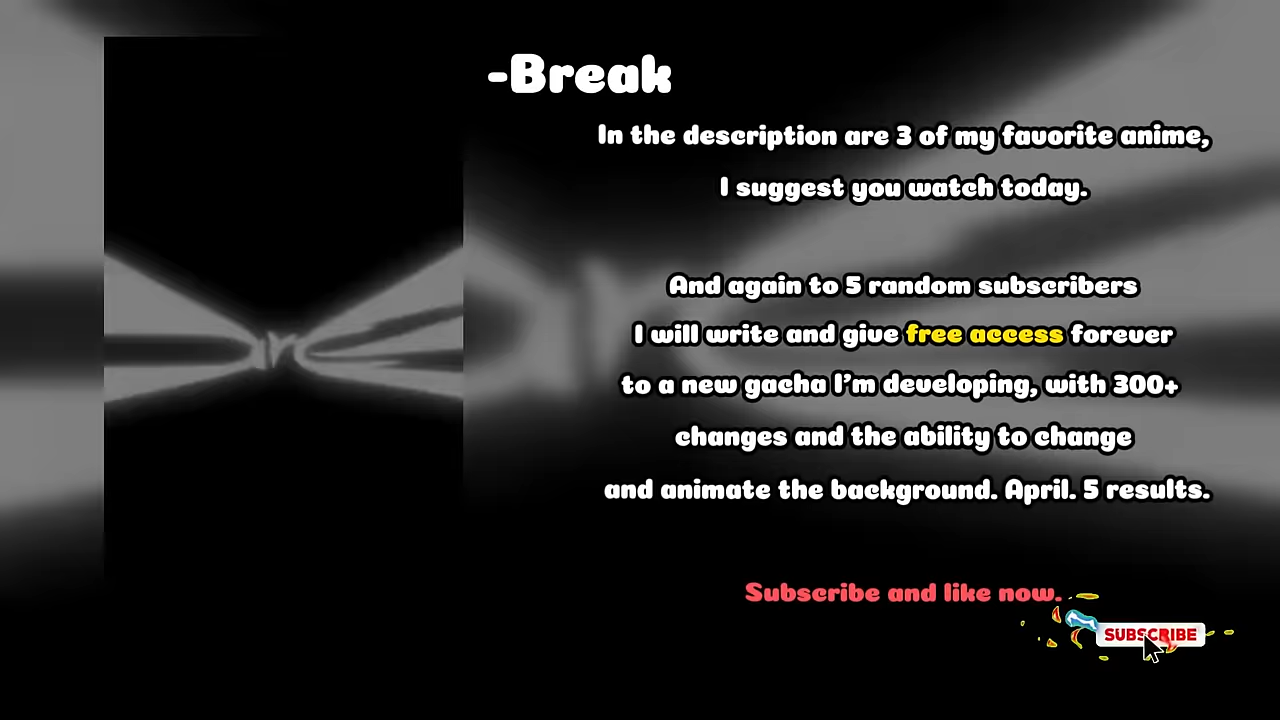 -Break
In the description are 3 of my favorite anime,
I suggest you watch today.
And again to 5 random subscribers
I will write and give free access forever
to a new gacha I’m developing, with 300+
changes and the ability to change
and animate the background. April. 5 results.
Subscribe and like now.
SUBSCRIBE